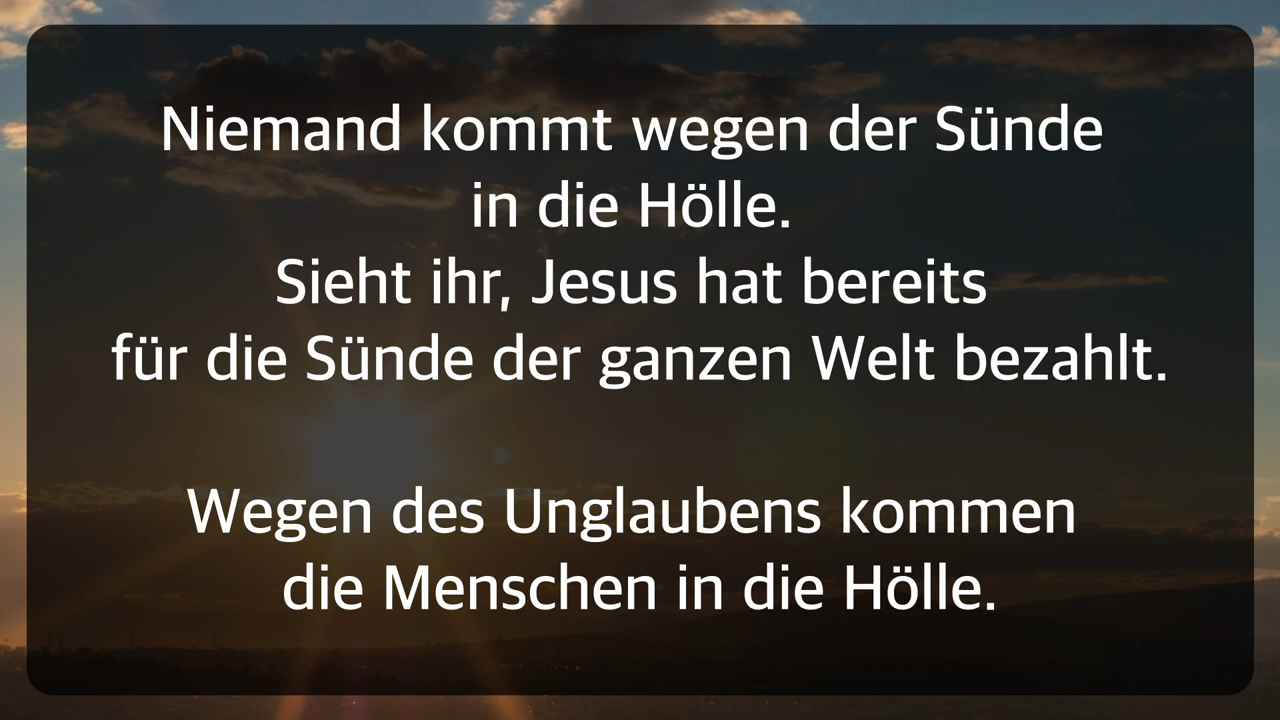 Niemand kommt wegen der Sünde
in die Hölle.
Sieht ihr, Jesus hat bereits
für die Sünde der ganzen Welt bezahlt.
Wegen des Unglaubens kommen
die Menschen in die Hölle.